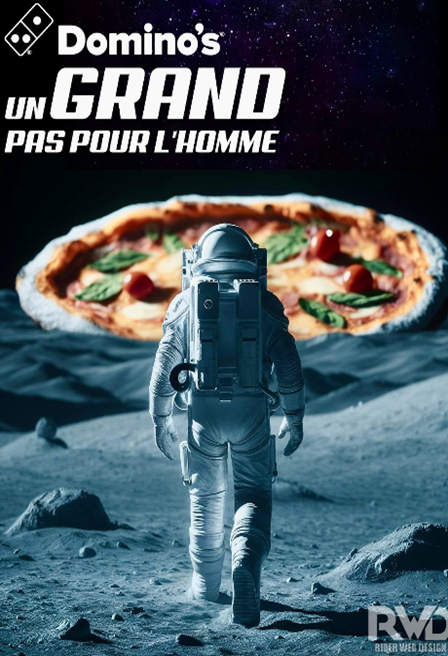 Domino's
UN GRAND
PAS POUR L'HOMME
RWD
RIDER WEB DESIGN